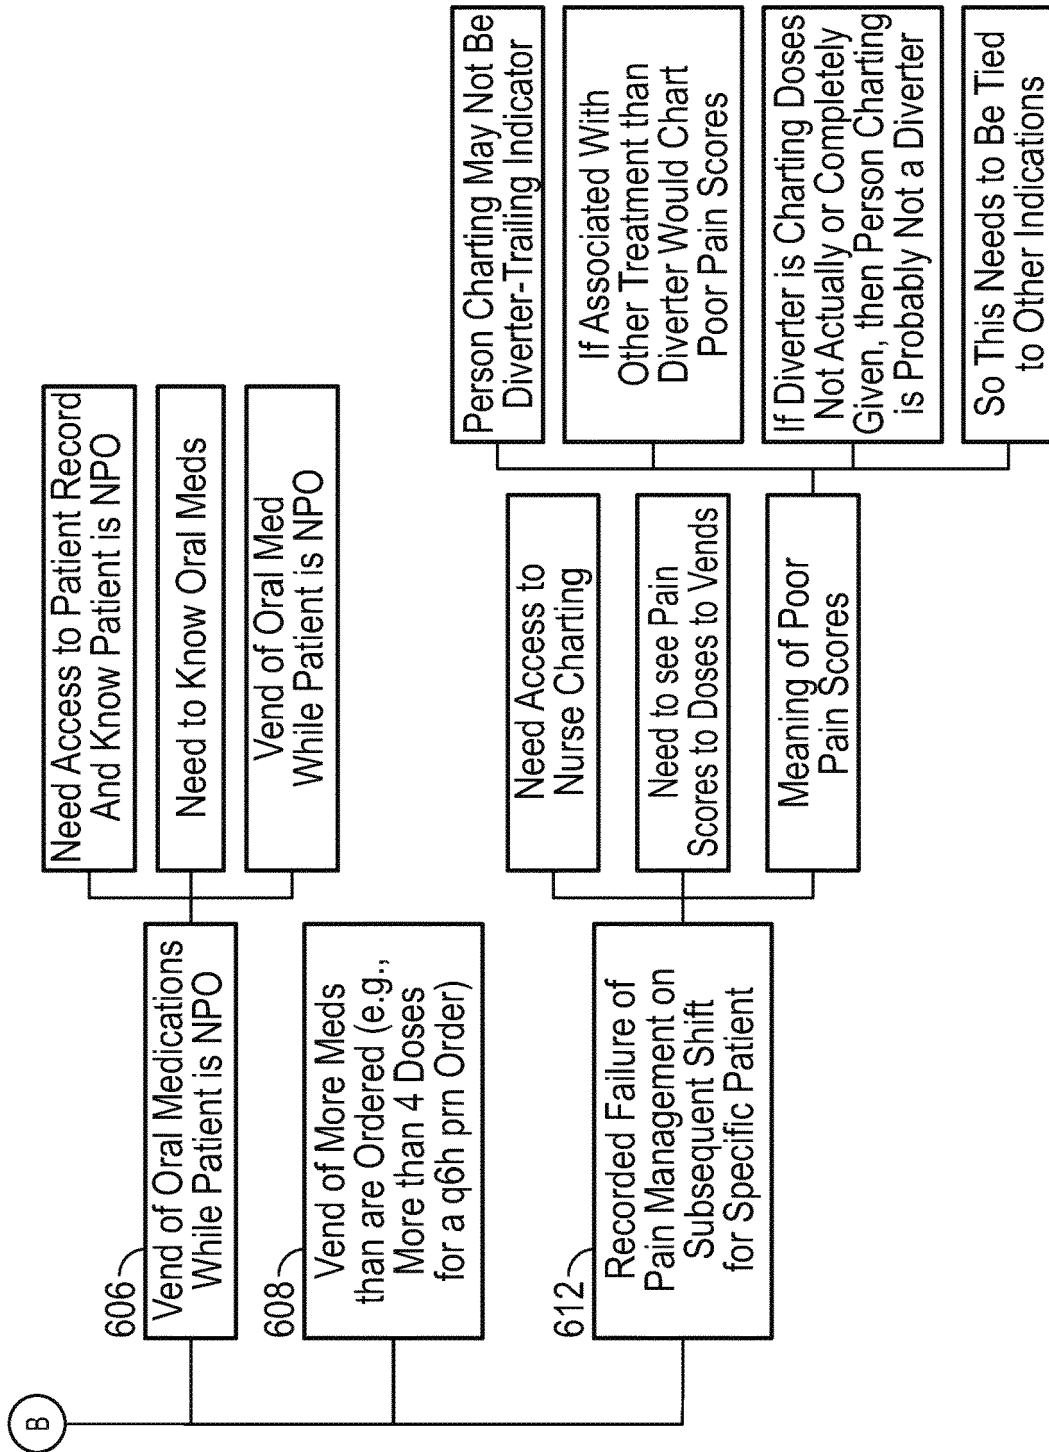 B
606
Vend of Oral Medications
While Patient is NPO
Need Access to Patient Record
And Know Patient is NPO
Need to Know Oral Meds
Vend of Oral Med
While Patient is NPO
608
Vend of More Meds
than are Ordered (e.g.,
More than 4 Doses
for a q6h prn Order)
612
Recorded Failure of
Pain Management on
Subsequent Shift
for Specific Patient
Need Access to
Nurse Charting
Need to see Pain
Scores to Doses to Vends
Meaning of Poor
Pain Scores
Person Charting May Not Be
Diverter-Trailing Indicator
If Associated With
Other Treatment than
Diverter Would Chart
Poor Pain Scores
If Diverter is Charting Doses
Not Actually or Completely
Given, then Person Charting
is Probably Not a Diverter
So This Needs to Be Tied
to Other Indications